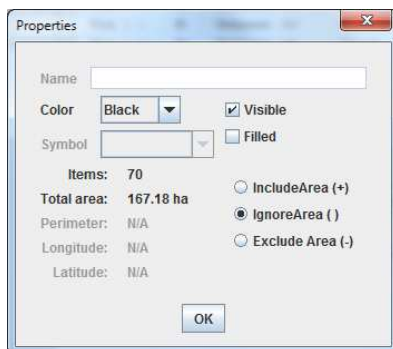 Properties
Name
Color Black Visible
Symbol Filled
Items: 70
Total area: 167.18 ha
IncludeArea (+)
Perimeter: N/A
IgnoreArea ( )
Longitude: N/A
Exclude Area (-)
Latitude: N/A
OK